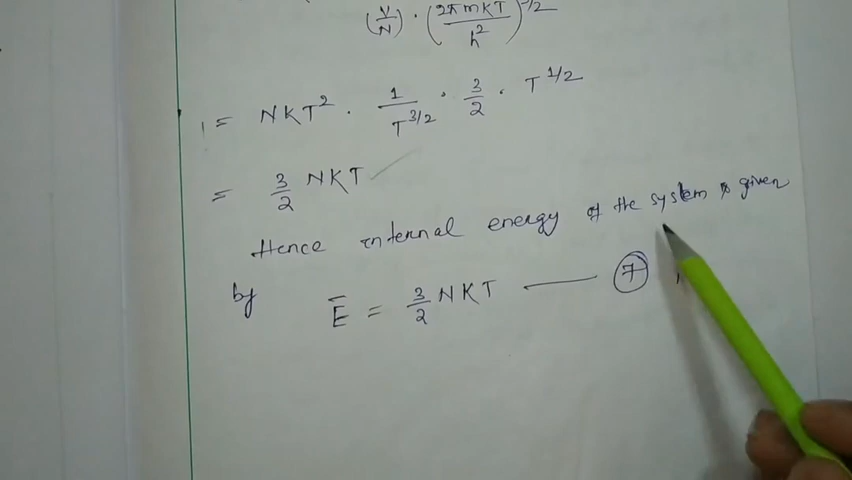 (V/N) · (2πmKT/h²)^3/2
= NKT² · 1/T^3/2 · 3/2 · T^1/2
= 3/2 NKT
Hence internal energy of the system is given
by Ē = 3/2 NKT —— (7)